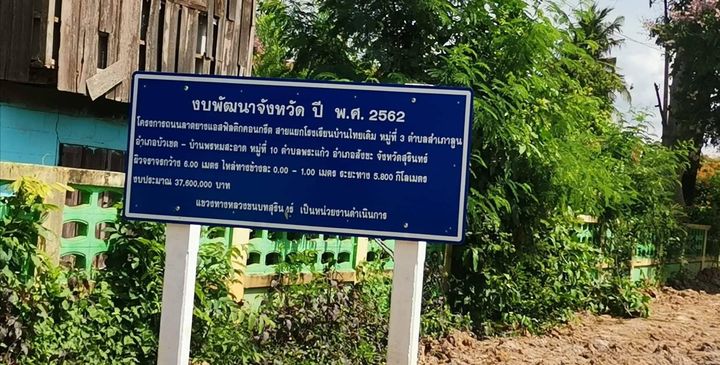 งบพัฒนาจังหวัด ปี พ.ศ. 2562
โครงการถนนลาดยางแอสฟัลติกคอนกรีต สายแยกโรงเรียนบ้านไทยเดิม หมู่ที่ 3 ตำบลสำเภาลูน
อำเภอบัวเชด - บ้านพรหมสะอาด หมู่ที่ 10 ตำบลพระแก้ว อำเภอสังขะ จังหวัดสุรินทร์
ผิวจราจรกว้าง 6.00 เมตร ไหล่ทางข้างละ 0.00 - 1.00 เมตร ระยะทาง 5.800 กิโลเมตร
งบประมาณ 37,600,000 บาท
แขวงทางหลวงชนบทสุรินทร์ เป็นหน่วยงานดำเนินการ